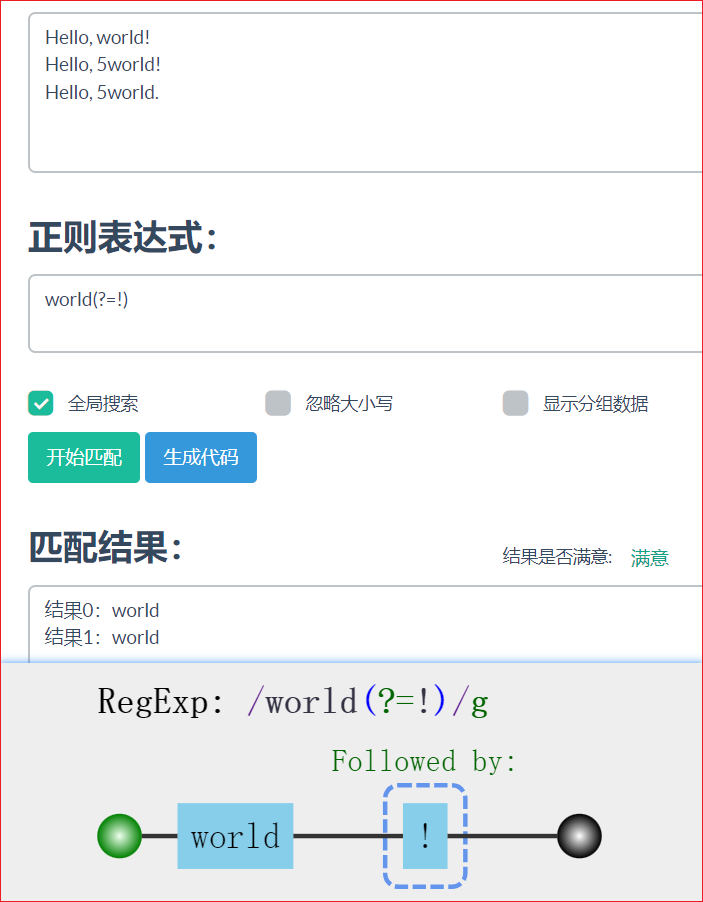 Hello, world!
Hello, 5world!
Hello, 5world.
正则表达式：
world(?=!)
全局搜索 忽略大小写 显示分组数据
开始匹配 生成代码
匹配结果： 结果是否满意: 满意
结果0：world
结果1：world
RegExp: /world(?=!)/g
Followed by:
world !